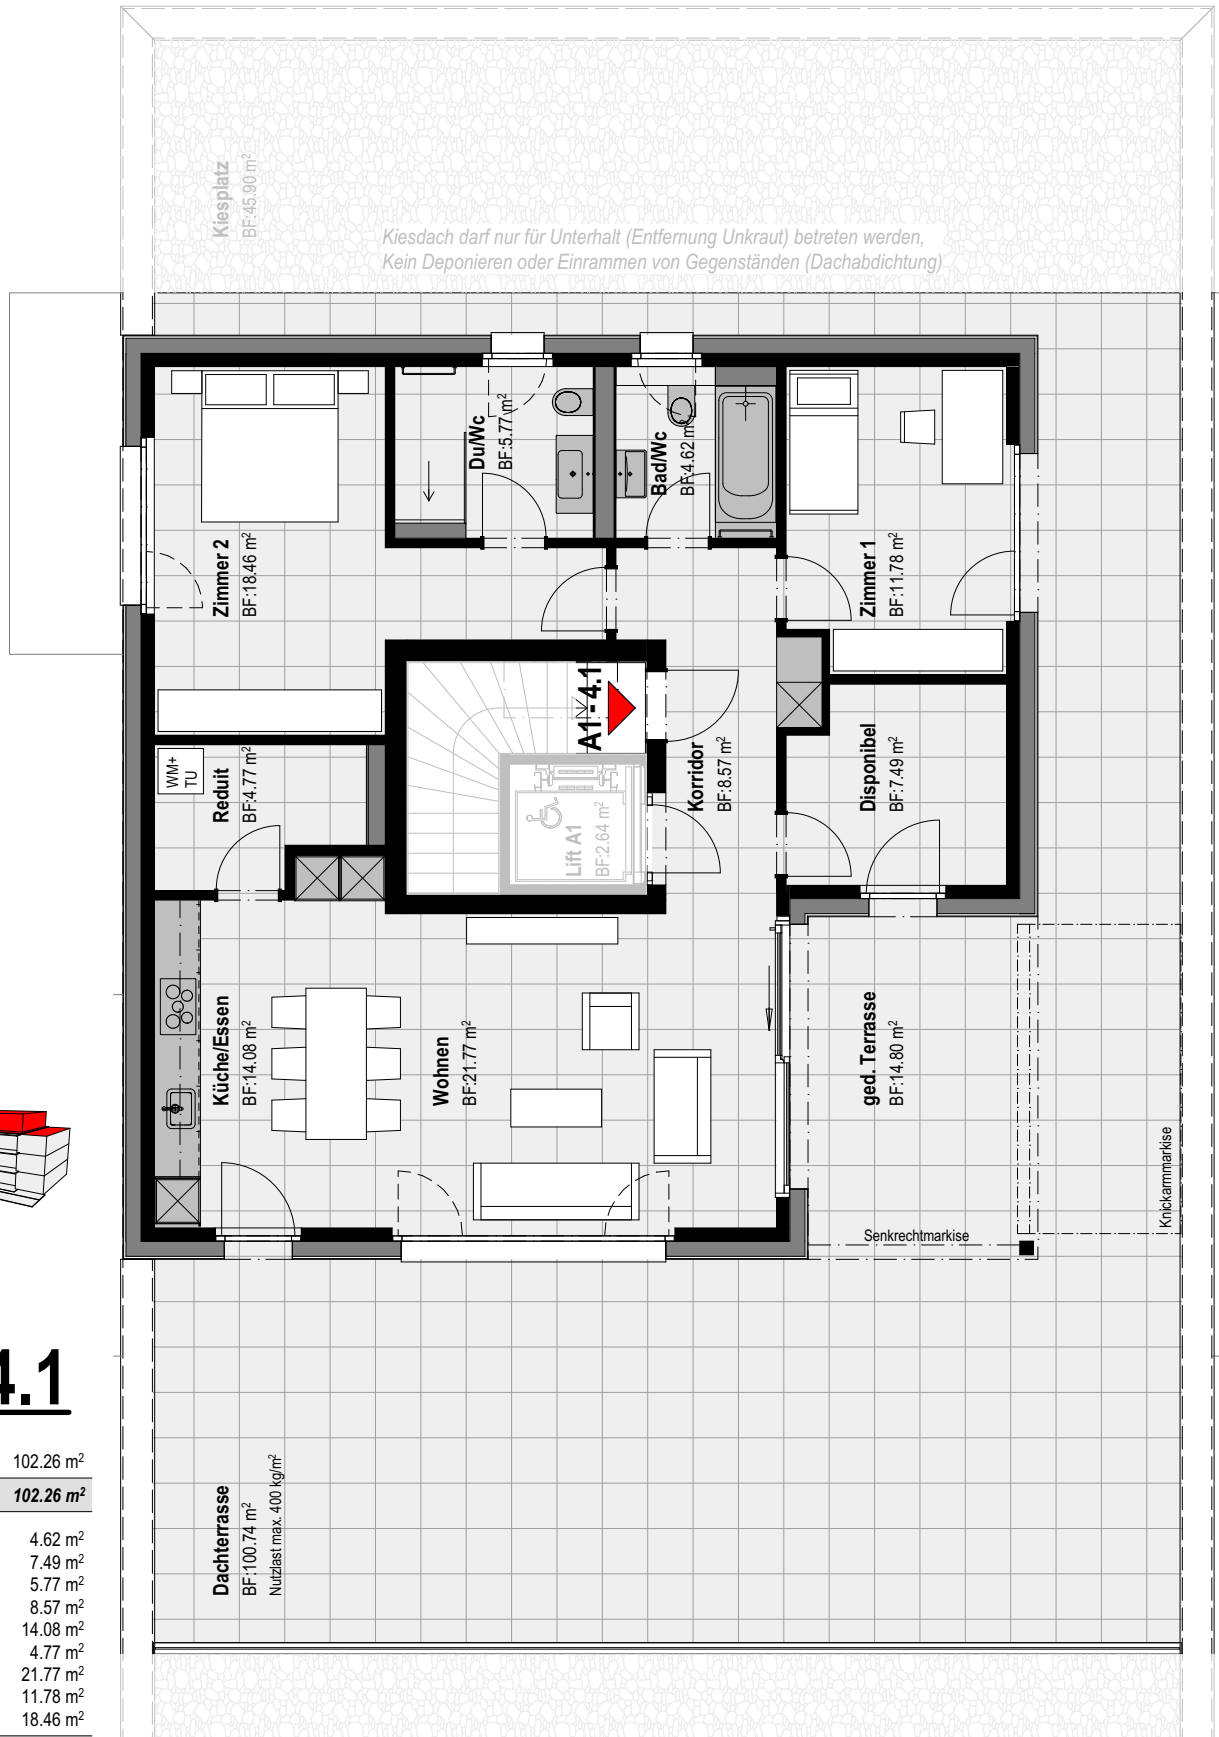 Kiesplatz
BF:45.90 m²
Kiesdach darf nur für Unterhalt (Entfernung Unkraut) betreten werden,
Kein Deponieren oder Einrammen von Gegenständen (Dachabdichtung)
Zimmer 2
BF:18.46 m²
Du/Wc
BF:5.77 m²
Bad/Wc
BF:4.62 m²
Zimmer 1
BF:11.78 m²
A1 - 4.1
WM+
TU
Reduit
BF:4.77 m²
Lift A1
BF:2.64 m²
Korridor
BF:8.57 m²
Disponibel
BF:7.49 m²
Küche/Essen
BF:14.08 m²
Wohnen
BF:21.77 m²
ged. Terrasse
BF:14.80 m²
Knickarmmarkise
Senkrechtmarkise
4.1
102.26 m²
102.26 m²
4.62 m²
7.49 m²
5.77 m²
8.57 m²
14.08 m²
4.77 m²
21.77 m²
11.78 m²
18.46 m²
Dachterrasse
BF:100.74 m²
Nutzlast max. 400 kg/m²